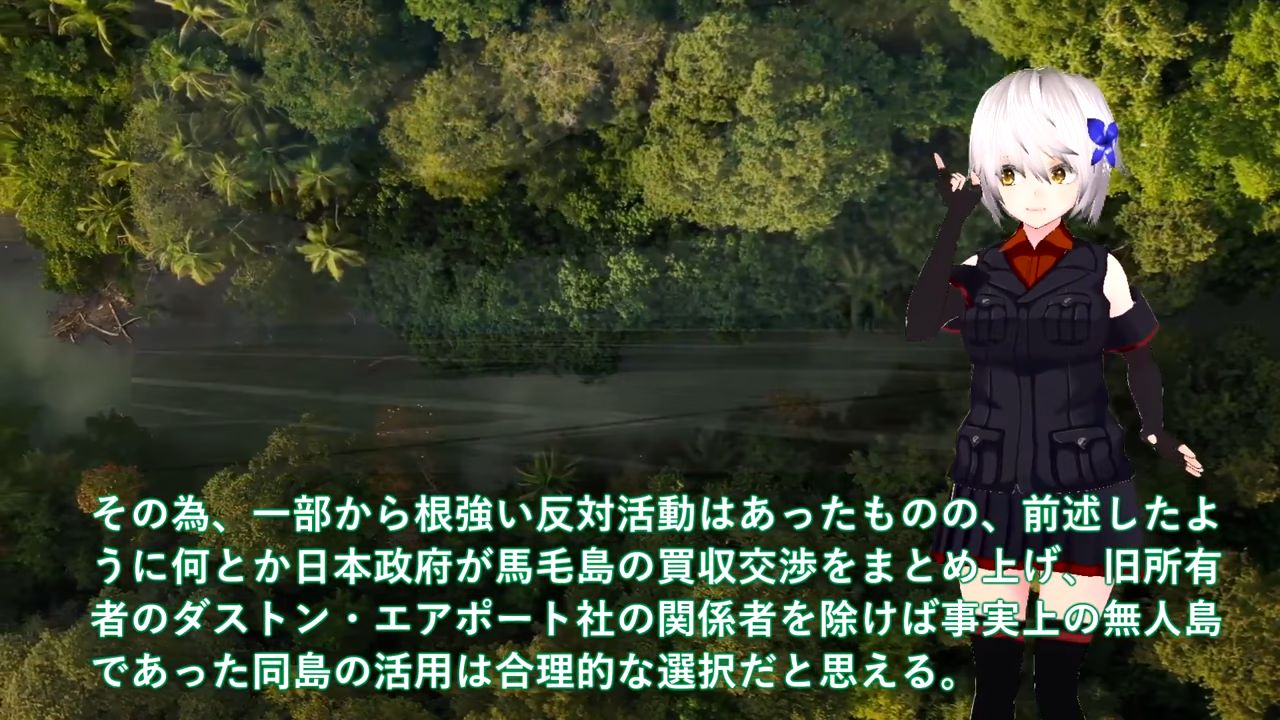 その為、一部から根強い反対活動はあったものの、前述したよ
うに何とか日本政府が馬毛島の買収交渉をまとめ上げ、旧所有
者のダストン・エアポート社の関係者を除けば事実上の無人島
であった同島の活用は合理的な選択だと思える。